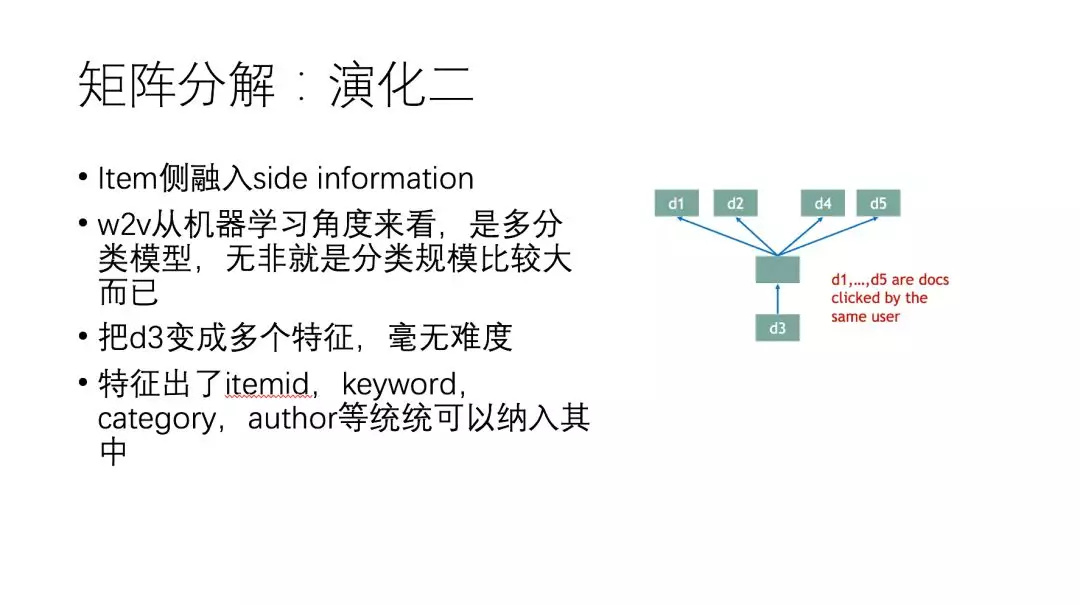 矩阵分解：演化二
• Item侧融入side information
• w2v从机器学习角度来看，是多分
类模型，无非就是分类规模比较大
而已
• 把d3变成多个特征，毫无难度
• 特征出了itemid，keyword，
category，author等统统可以纳入其
中
d1 d2 d4 d5
d3
d1,...,d5 are docs
clicked by the
same user